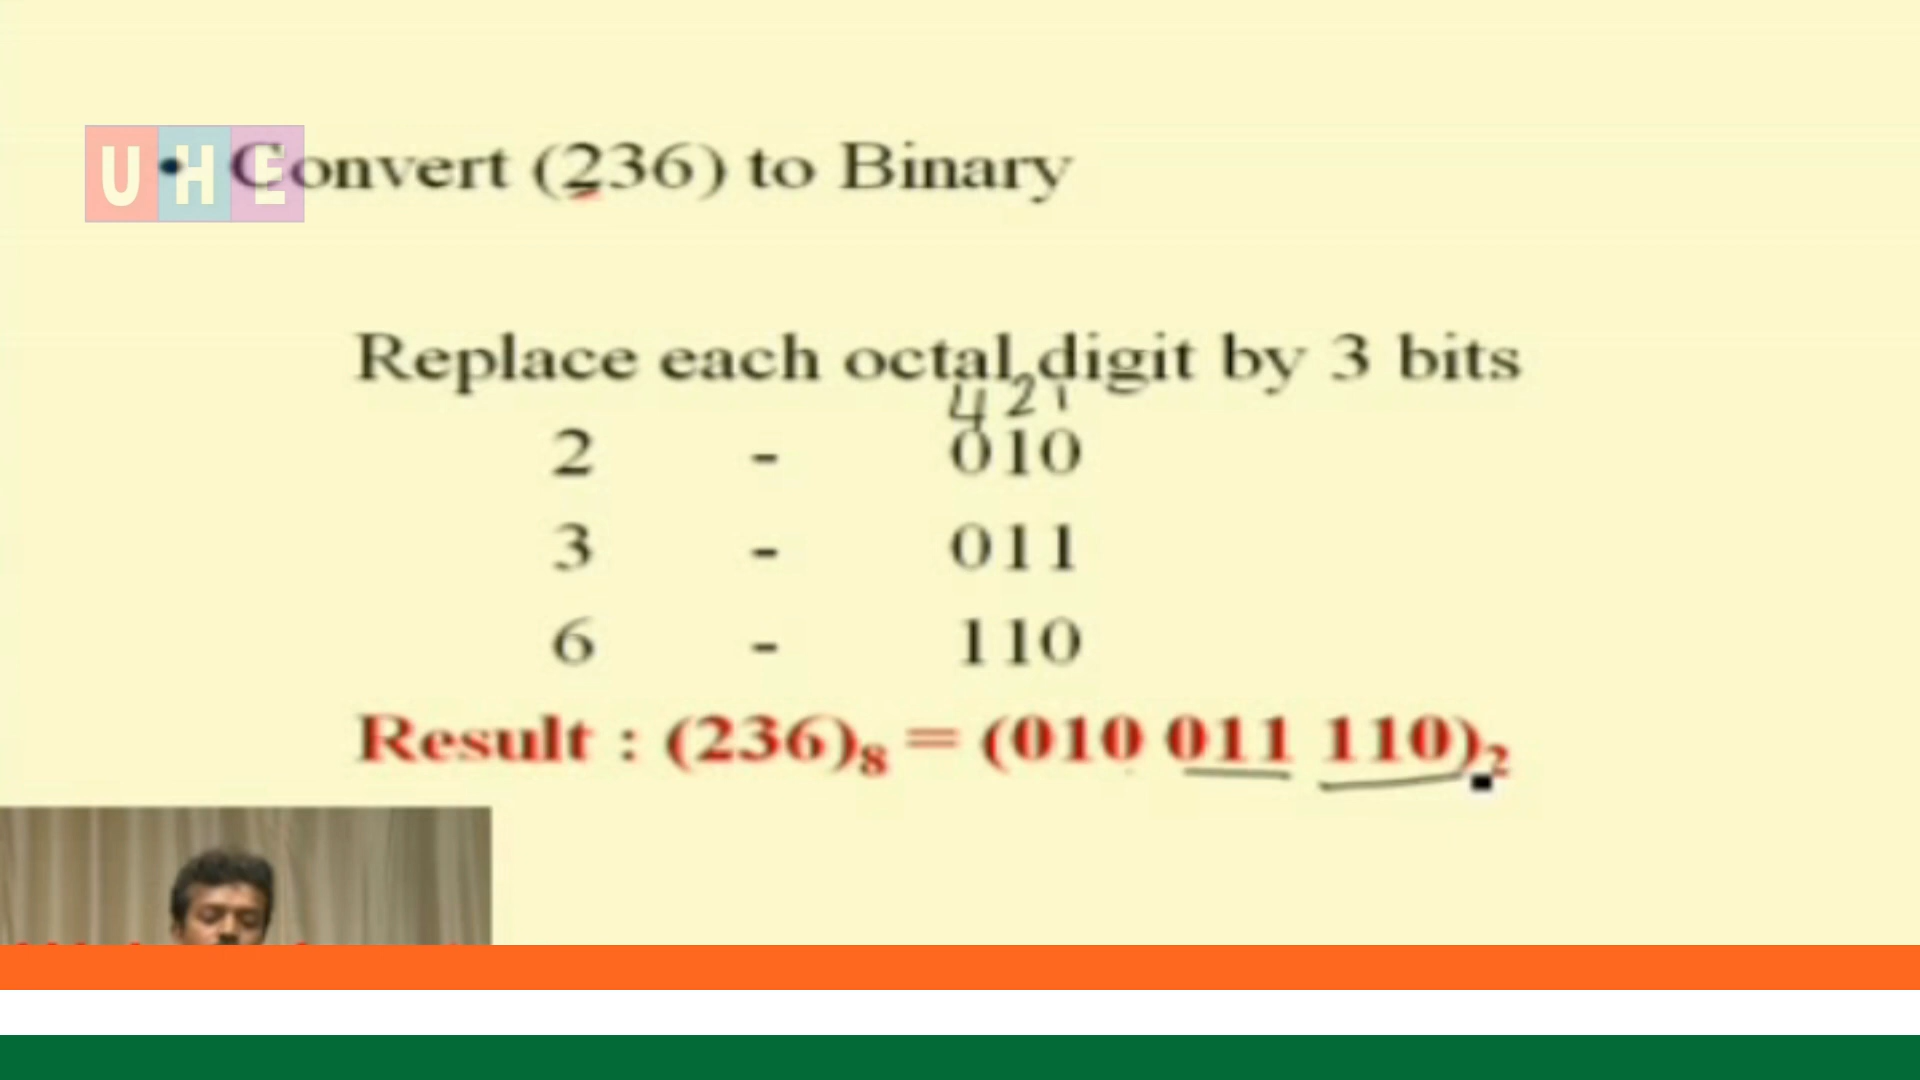 UHE
• Convert (236) to Binary
Replace each octal digit by 3 bits
4 2 1
2 - 010
3 - 011
6 - 110
Result : (236)₈ = (010 011 110)₂